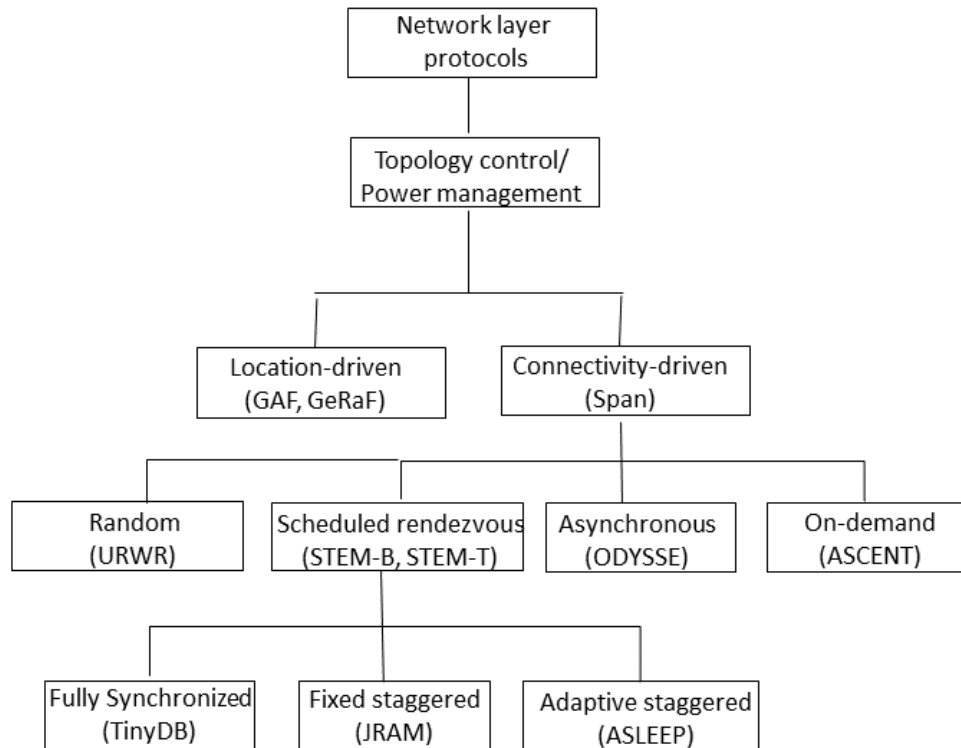 Network layer
protocols
Topology control/
Power management
Location-driven
(GAF, GeRaF)
Connectivity-driven
(Span)
Random
(URWR)
Scheduled rendezvous
(STEM-B, STEM-T)
Asynchronous
(ODYSSE)
On-demand
(ASCENT)
Fully Synchronized
(TinyDB)
Fixed staggered
(JRAM)
Adaptive staggered
(ASLEEP)